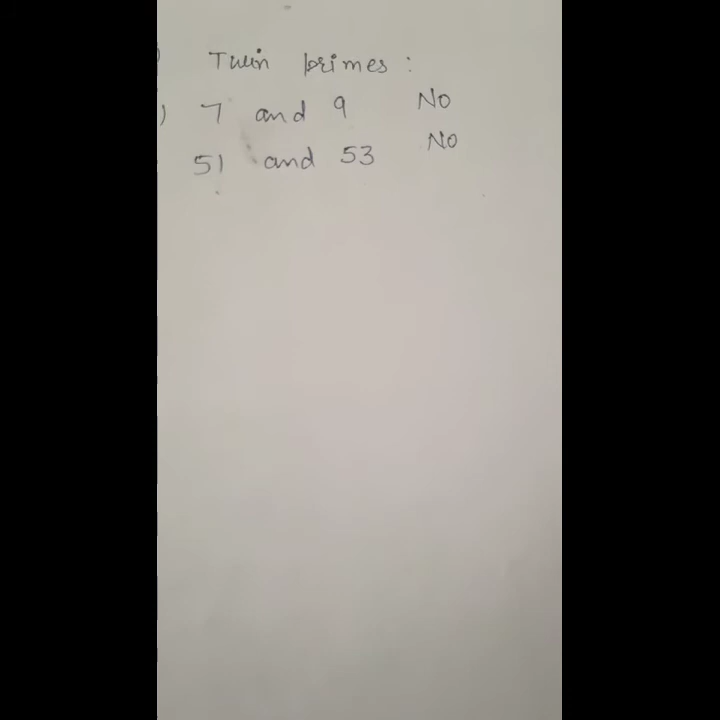 ) Twin primes :
) 7 and 9 No
51 and 53 No